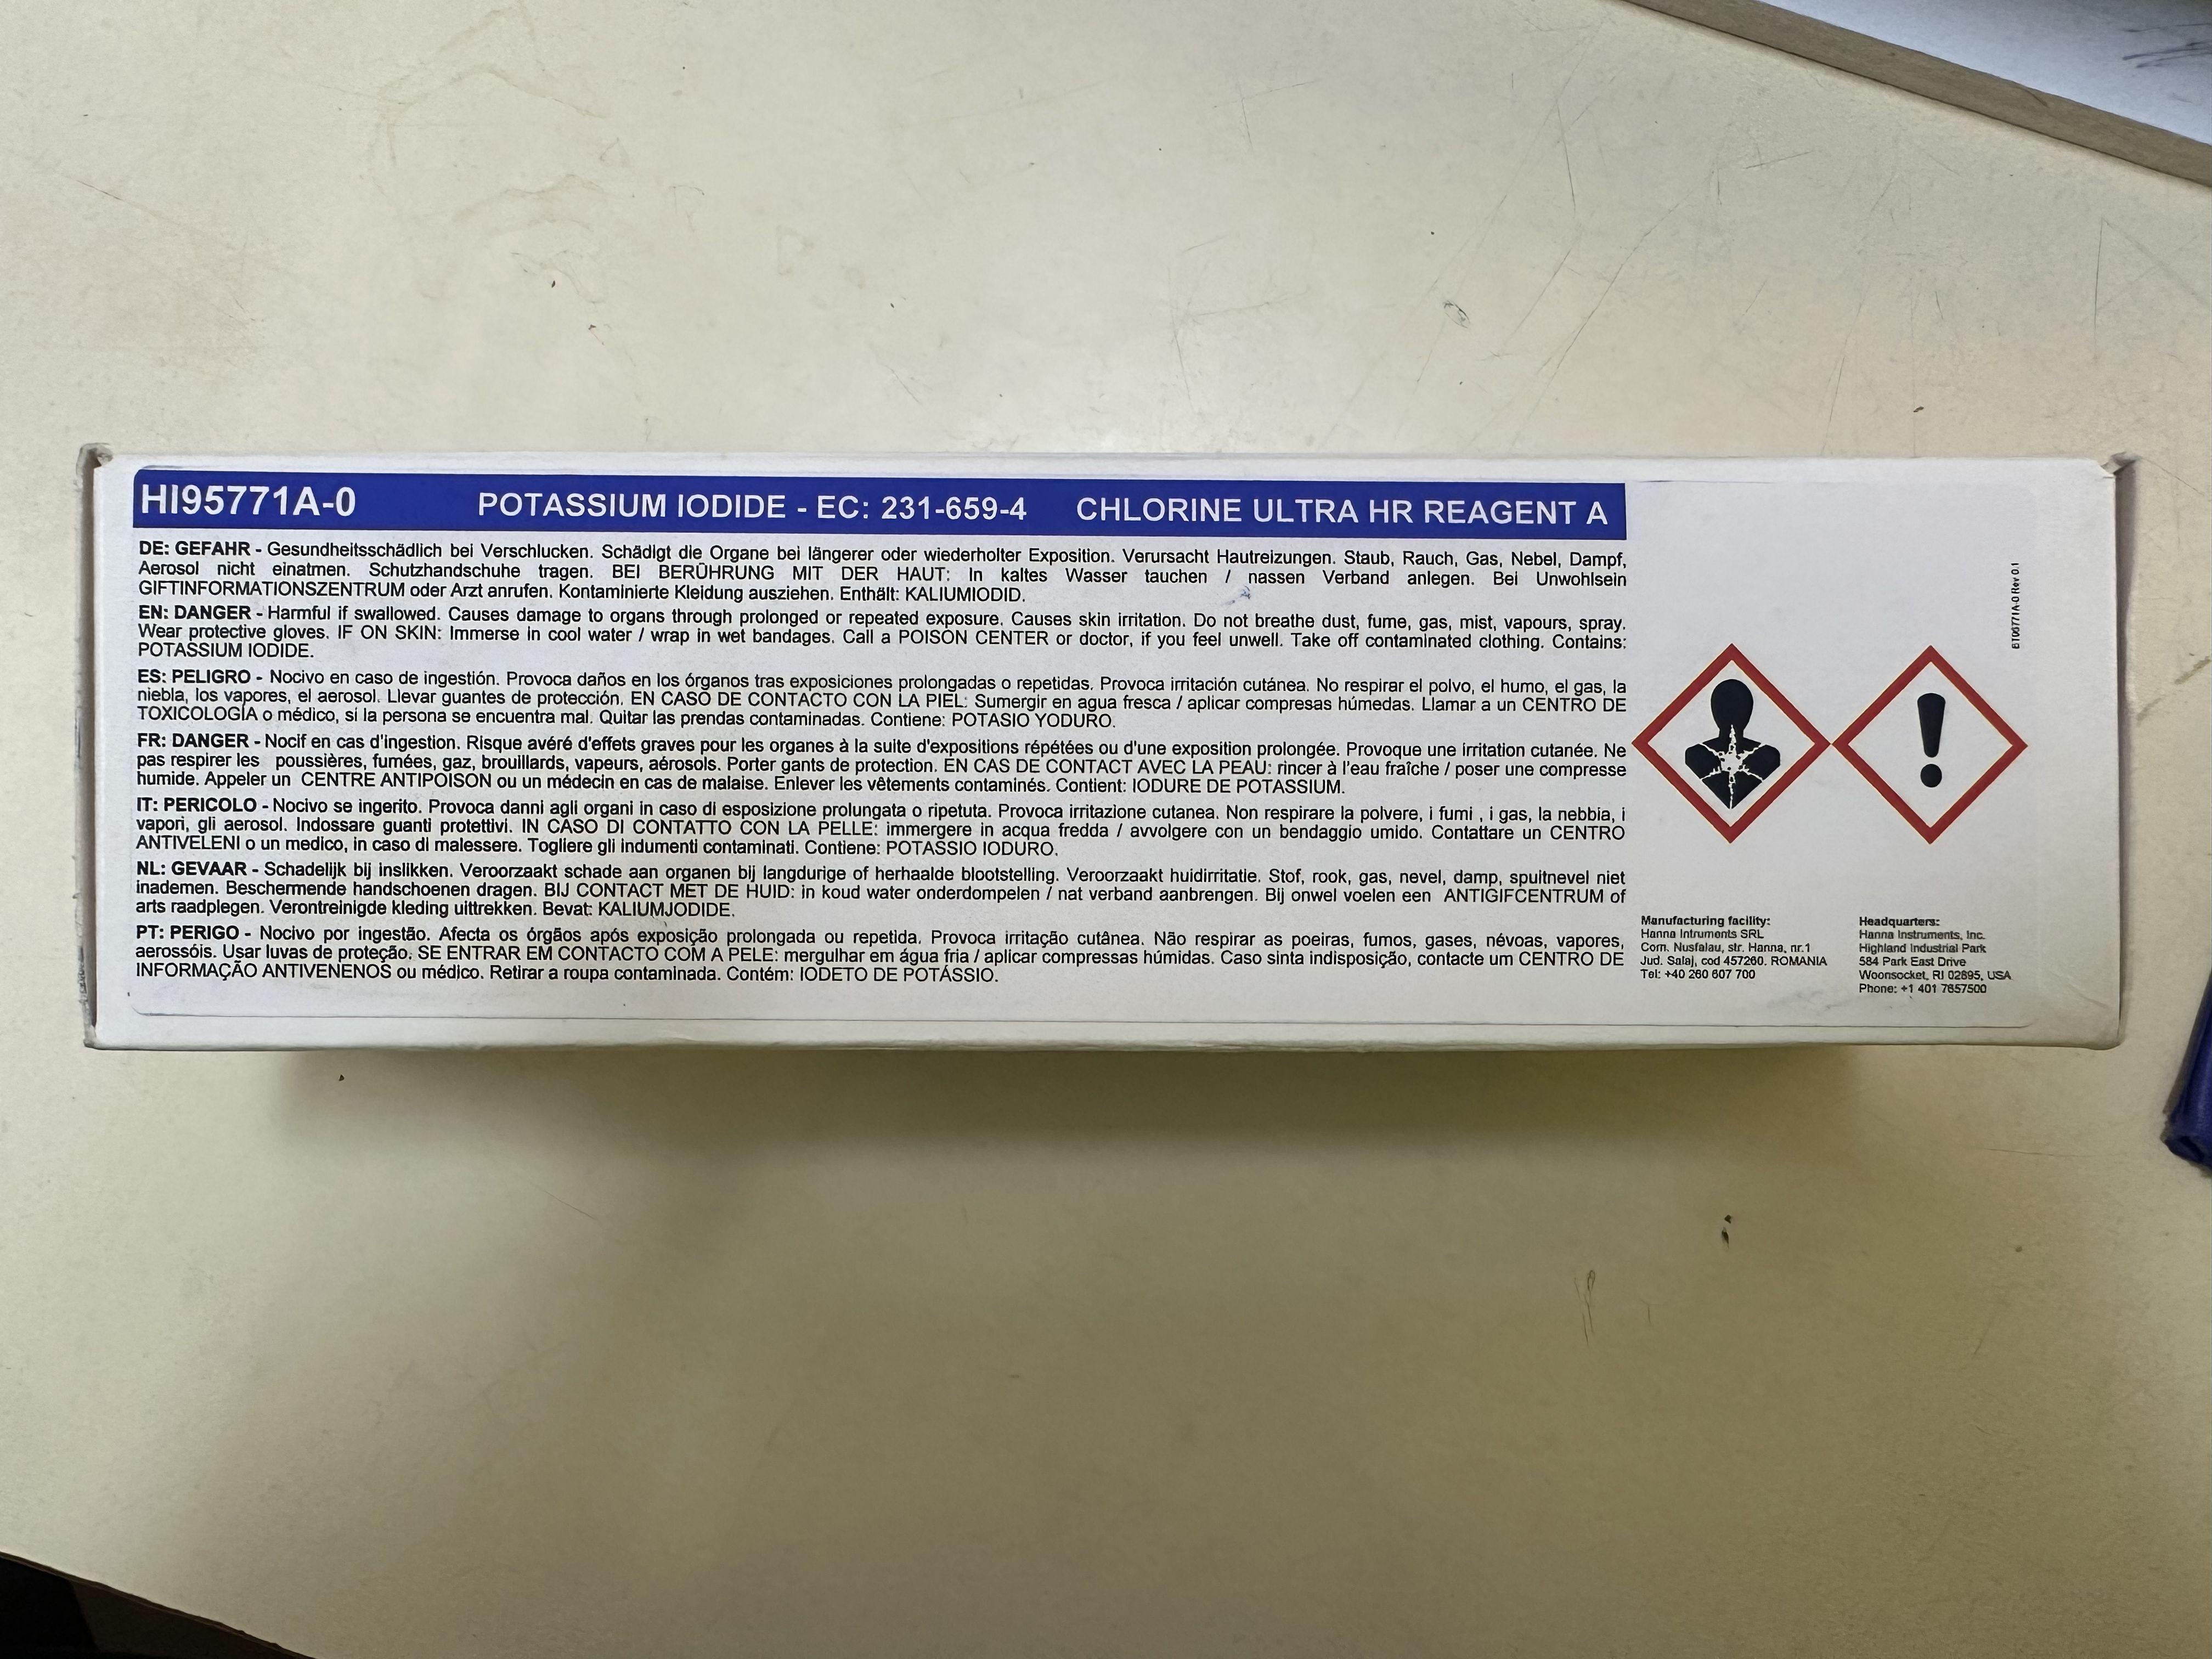 HI95771A-0 POTASSIUM IODIDE - EC: 231-659-4 CHLORINE ULTRA HR REAGENT A
DE: GEFAHR - Gesundheitsschädlich bei Verschlucken. Schädigt die Organe bei längerer oder wiederholter Exposition. Verursacht Hautreizungen. Staub, Rauch, Gas, Nebel, Dampf,
Aerosol nicht einatmen. Schutzhandschuhe tragen. BEI BERÜHRUNG MIT DER HAUT: In kaltes Wasser tauchen / nassen Verband anlegen. Bei Unwohlsein
GIFTINFORMATIONSZENTRUM oder Arzt anrufen. Kontaminierte Kleidung ausziehen. Enthält: KALIUMIODID.
EN: DANGER - Harmful if swallowed. Causes damage to organs through prolonged or repeated exposure. Causes skin irritation. Do not breathe dust, fume, gas, mist, vapours, spray.
Wear protective gloves. IF ON SKIN: Immerse in cool water / wrap in wet bandages. Call a POISON CENTER or doctor, if you feel unwell. Take off contaminated clothing. Contains:
POTASSIUM IODIDE.
ES: PELIGRO - Nocivo en caso de ingestión. Provoca daños en los órganos tras exposiciones prolongadas o repetidas. Provoca irritación cutánea. No respirar el polvo, el humo, el gas, la
niebla, los vapores, el aerosol. Llevar guantes de protección. EN CASO DE CONTACTO CON LA PIEL: Sumergir en agua fresca / aplicar compresas húmedas. Llamar a un CENTRO DE
TOXICOLOGÍA o médico, si la persona se encuentra mal. Quitar las prendas contaminadas. Contiene: POTASIO YODURO.
FR: DANGER - Nocif en cas d'ingestion. Risque avéré d'effets graves pour les organes à la suite d'expositions répétées ou d'une exposition prolongée. Provoque une irritation cutanée. Ne
pas respirer les poussières, fumées, gaz, brouillards, vapeurs, aérosols. Porter gants de protection. EN CAS DE CONTACT AVEC LA PEAU: rincer à l'eau fraîche / poser une compresse
humide. Appeler un CENTRE ANTIPOISON ou un médecin en cas de malaise. Enlever les vêtements contaminés. Contient: IODURE DE POTASSIUM.
IT: PERICOLO - Nocivo se ingerito. Provoca danni agli organi in caso di esposizione prolungata o ripetuta. Provoca irritazione cutanea. Non respirare la polvere, i fumi , i gas, la nebbia, i
vapori, gli aerosol. Indossare guanti protettivi. IN CASO DI CONTATTO CON LA PELLE: immergere in acqua fredda / avvolgere con un bendaggio umido. Contattare un CENTRO
ANTIVELENI o un medico, in caso di malessere. Togliere gli indumenti contaminati. Contiene: POTASSIO IODURO.
NL: GEVAAR - Schadelijk bij inslikken. Veroorzaakt schade aan organen bij langdurige of herhaalde blootstelling. Veroorzaakt huidirritatie. Stof, rook, gas, nevel, damp, spuitnevel niet
inademen. Beschermende handschoenen dragen. BIJ CONTACT MET DE HUID: in koud water onderdompelen / nat verband aanbrengen. Bij onwel voelen een ANTIGIFCENTRUM of
arts raadplegen. Verontreinigde kleding uittrekken. Bevat: KALIUMJODIDE.
PT: PERIGO - Nocivo por ingestão. Afecta os órgãos após exposição prolongada ou repetida. Provoca irritação cutânea. Não respirar as poeiras, fumos, gases, névoas, vapores,
aerossóis. Usar luvas de proteção. SE ENTRAR EM CONTACTO COM A PELE: mergulhar em água fria / aplicar compressas húmidas. Caso sinta indisposição, contacte um CENTRO DE
INFORMAÇÃO ANTIVENENOS ou médico. Retirar a roupa contaminada. Contém: IODETO DE POTÁSSIO.
Manufacturing facility:
Hanna Intruments SRL
Com. Nusfalau, str. Hanna, nr.1
Jud. Salaj, cod 457260. ROMANIA
Tel: +40 260 607 700
Headquarters:
Hanna Instruments, Inc.
Highland Industrial Park
584 Park East Drive
Woonsocket, RI 02895, USA
Phone: +1 401 7657500
Rev 0.1